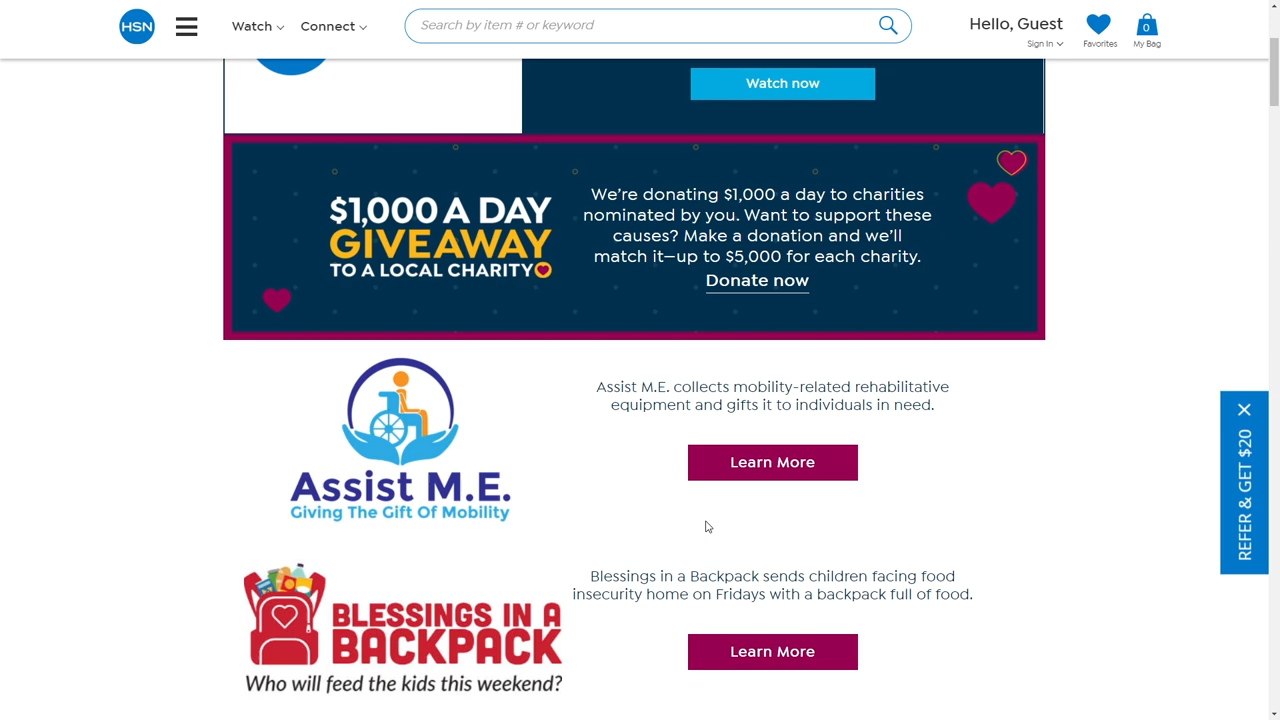 HSN
Watch
Connect
Search by item # or keyword
Hello, Guest
Sign In
Favorites
0
My Bag
Watch now
$1,000 A DAY
GIVEAWAY
TO A LOCAL CHARITY
We’re donating $1,000 a day to charities
nominated by you. Want to support these
causes? Make a donation and we’ll
match it—up to $5,000 for each charity.
Donate now
Assist M.E.
Giving The Gift Of Mobility
Assist M.E. collects mobility-related rehabilitative
equipment and gifts it to individuals in need.
Learn More
REFER & GET $20
BLESSINGS IN A
BACKPACK
Who will feed the kids this weekend?
Blessings in a Backpack sends children facing food
insecurity home on Fridays with a backpack full of food.
Learn More